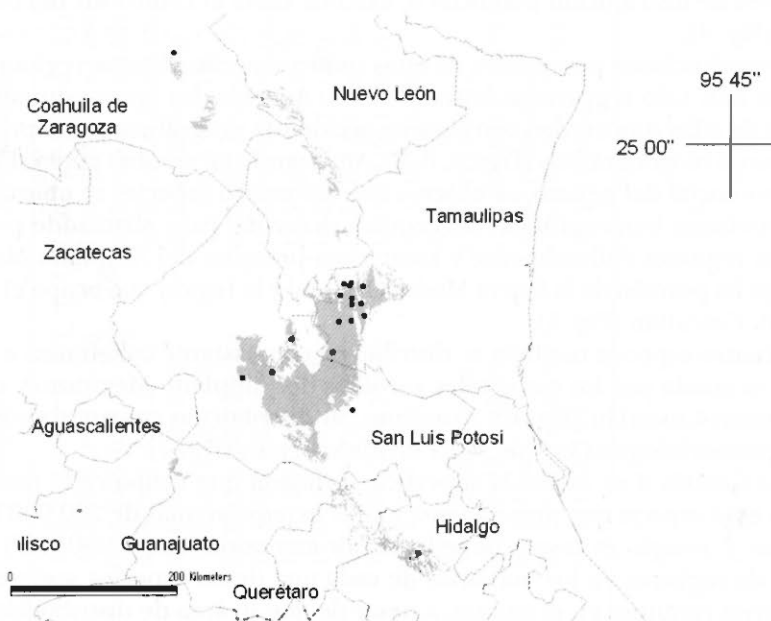 95 45"
Nuevo León
Coahuila de
Zaragoza
25 00"
Tamaulipas
Zacatecas
Aguascalientes
San Luis Potosi
Hidalgo
ilisco
Guanajuato
0
200 Kilometers
Querétaro